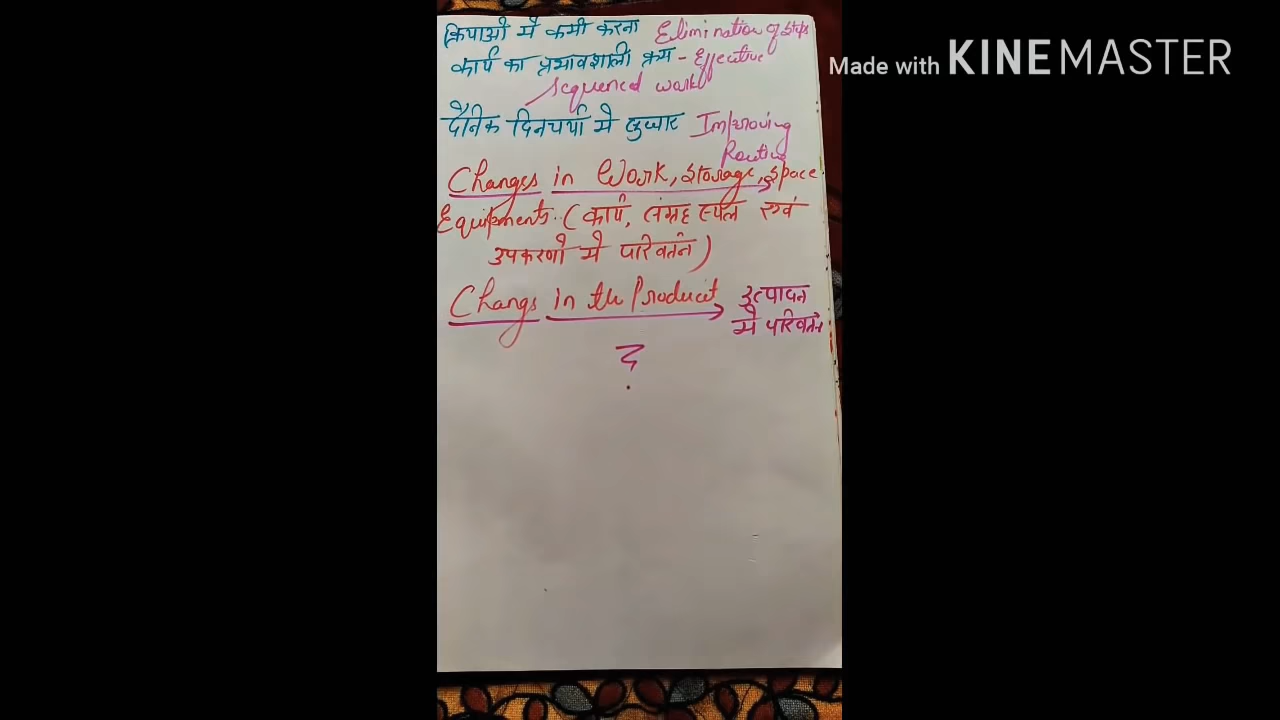 क्रियाओं में कमी करना Elimination of Steps
कार्य का प्रभावशाली क्रम - Effective
Sequenced work
दैनिक दिनचर्या में सुधार Improving
Routine
Changes in Work, Storage, Space
Equipments. (कार्य, संग्रह स्थल एवं
उपकरणों में परिवर्तन)
Changs in the Product उत्पादन
में परिवर्तन
?
Made with KINEMASTER